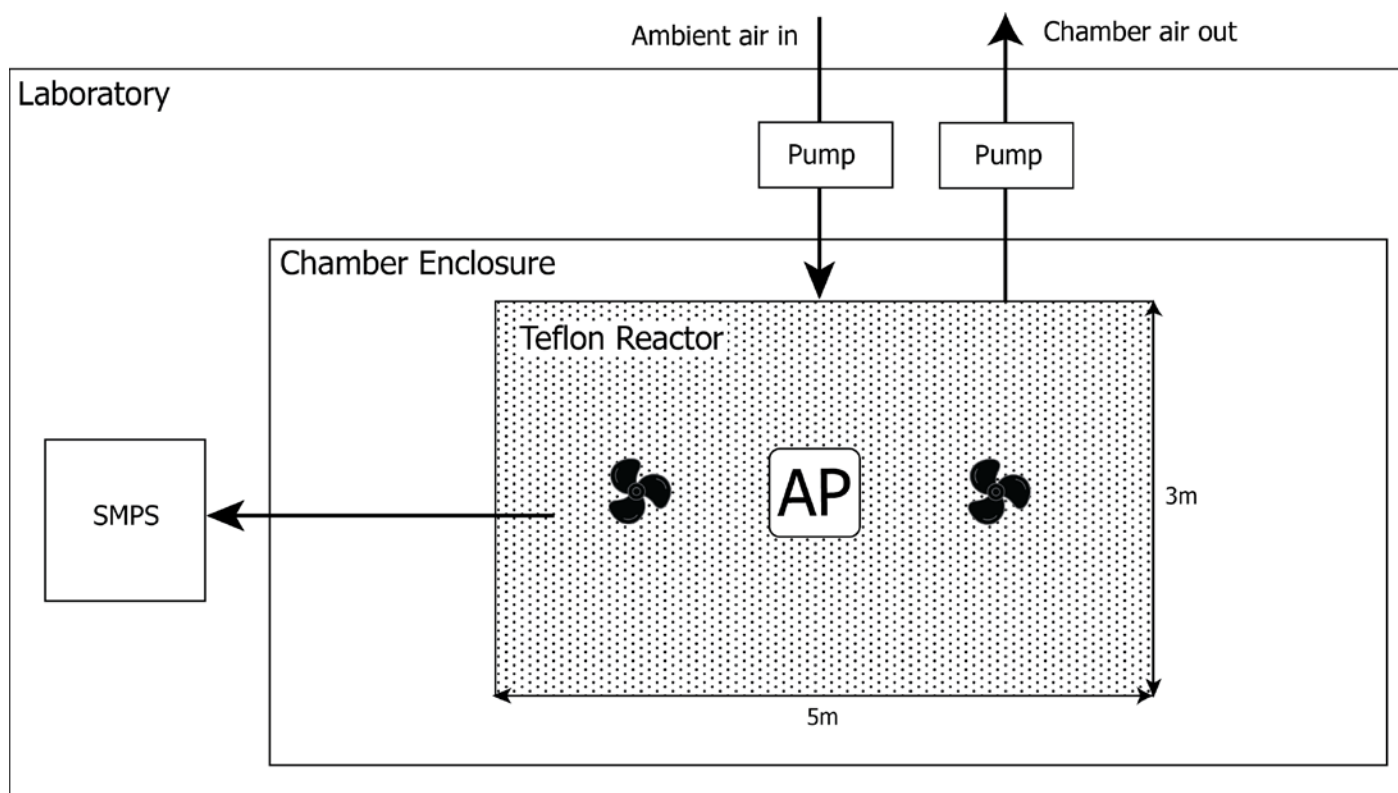 Ambient air in
Chamber air out
Laboratory
Pump
Pump
Chamber Enclosure
Teflon Reactor
AP
SMPS
3m
5m